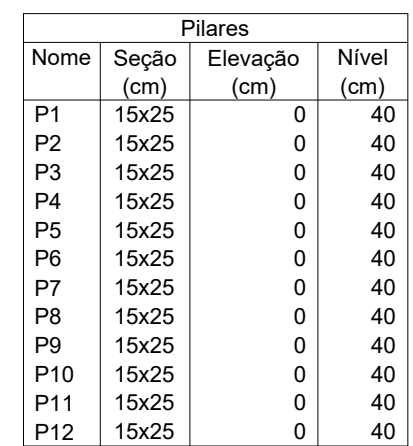 Pilares
Nome Seção Elevação Nível
(cm) (cm) (cm)
P1 15x25 0 40
P2 15x25 0 40
P3 15x25 0 40
P4 15x25 0 40
P5 15x25 0 40
P6 15x25 0 40
P7 15x25 0 40
P8 15x25 0 40
P9 15x25 0 40
P10 15x25 0 40
P11 15x25 0 40
P12 15x25 0 40